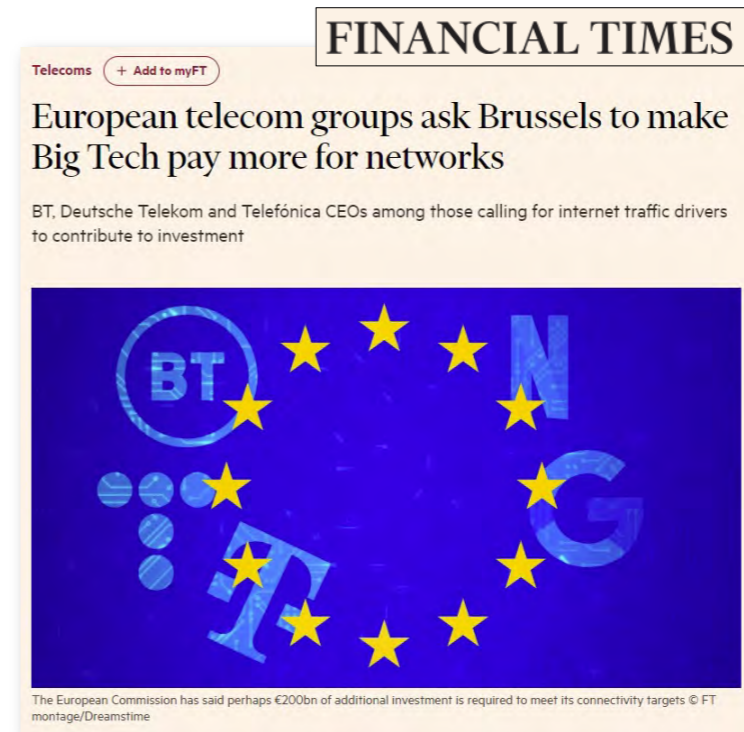 FINANCIAL TIMES
Telecoms + Add to myFT
European telecom groups ask Brussels to make
Big Tech pay more for networks
BT, Deutsche Telekom and Telefónica CEOs among those calling for internet traffic drivers
to contribute to investment
BT
N
G
T
The European Commission has said perhaps €200bn of additional investment is required to meet its connectivity targets © FT
montage/Dreamstime